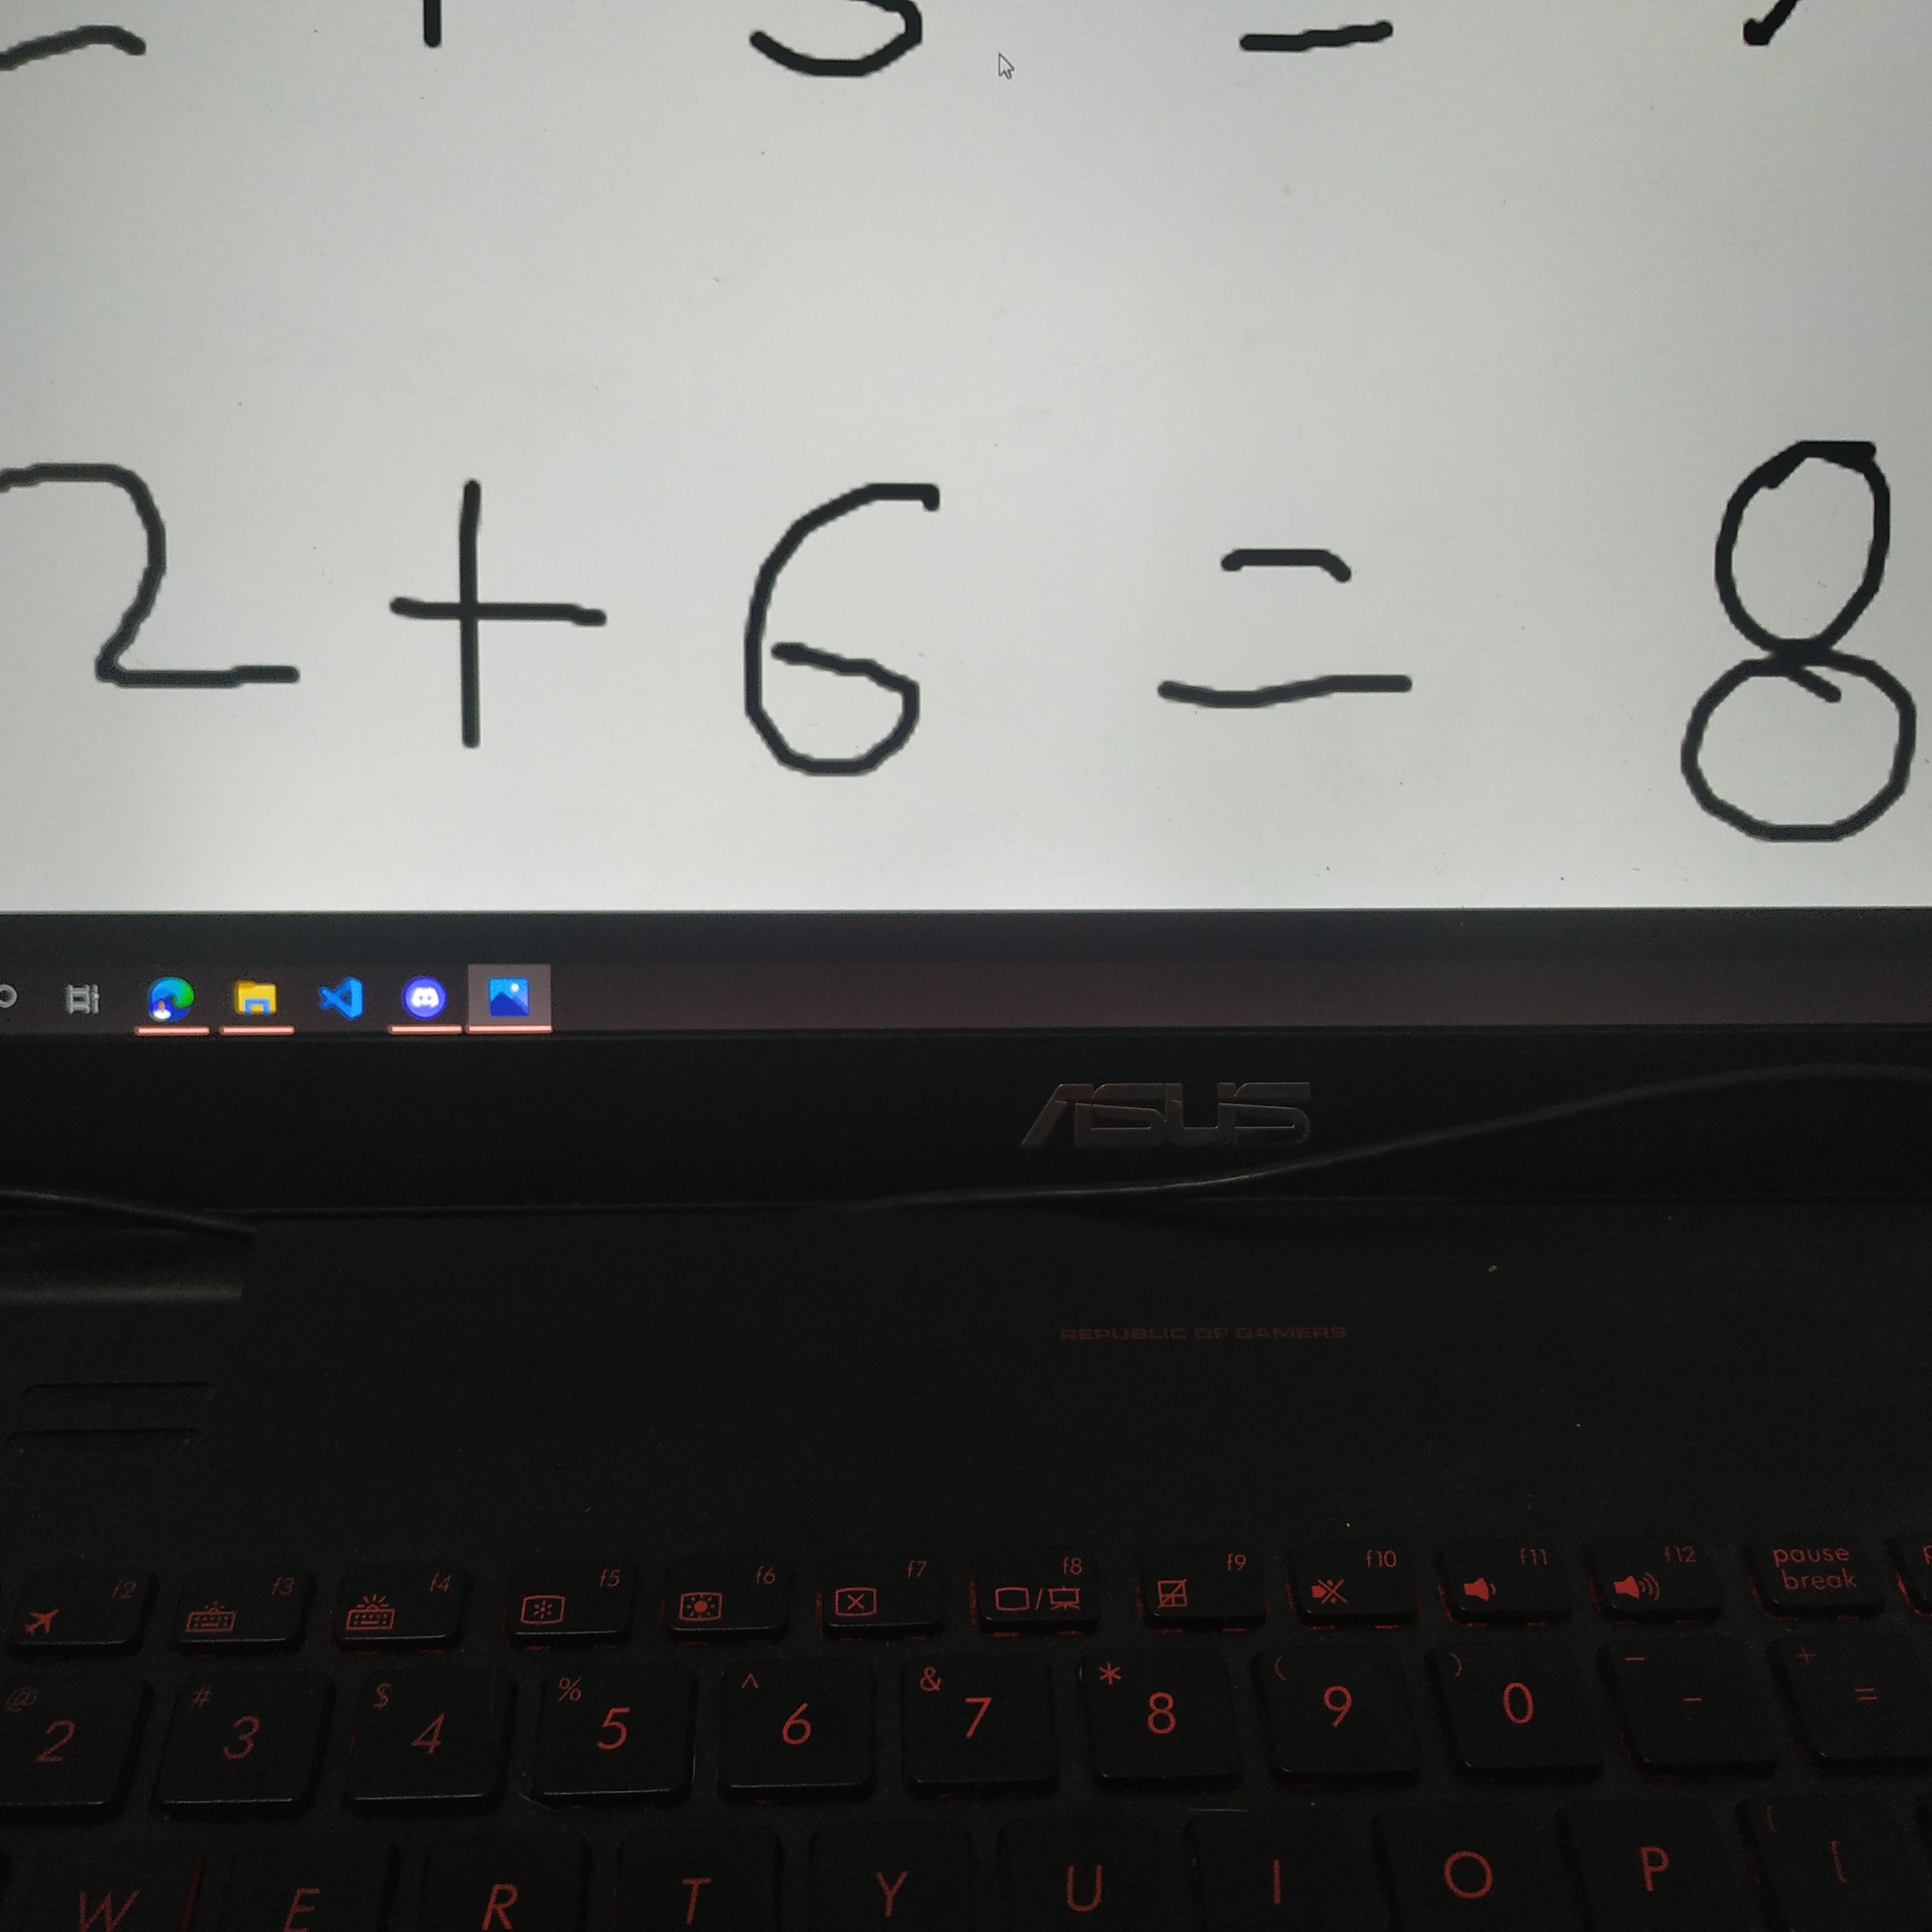 2 + 6 = 8
ASUS
REPUBLIC OF GAMERS
f2 f3 f4 f5 f6 f7 f8 f9 f10 f11 f12 pause break
@ 2 # 3 $ 4 % 5 ^ 6 & 7 * 8 ( 9 ) 0 _ - + =
W E R T Y U I O P { [